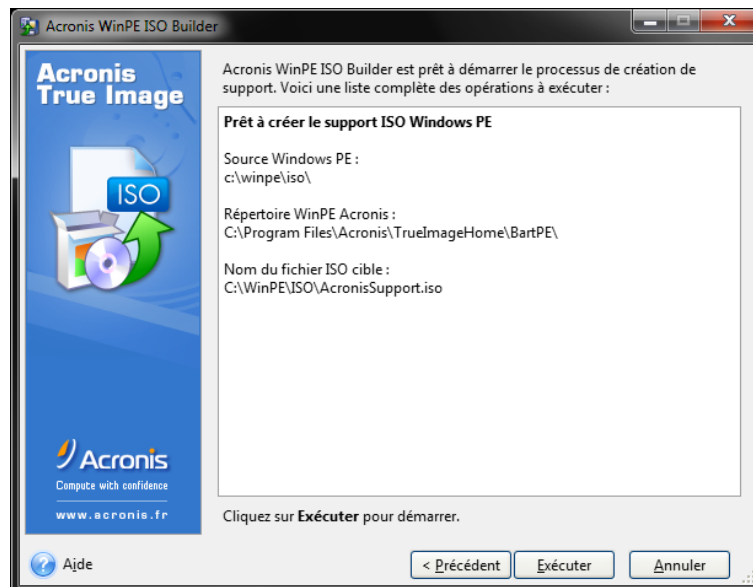 Acronis WinPE ISO Builder
Acronis
True Image
ISO
Acronis
Compute with confidence
www.acronis.fr
Acronis WinPE ISO Builder est prêt à démarrer le processus de création de
support. Voici une liste complète des opérations à exécuter :
Prêt à créer le support ISO Windows PE
Source Windows PE :
c:\winpe\iso\
Répertoire WinPE Acronis :
C:\Program Files\Acronis\TrueImageHome\BartPE\
Nom du fichier ISO cible :
C:\WinPE\ISO\AcronisSupport.iso
Cliquez sur Exécuter pour démarrer.
Aide
< Précédent
Exécuter
Annuler